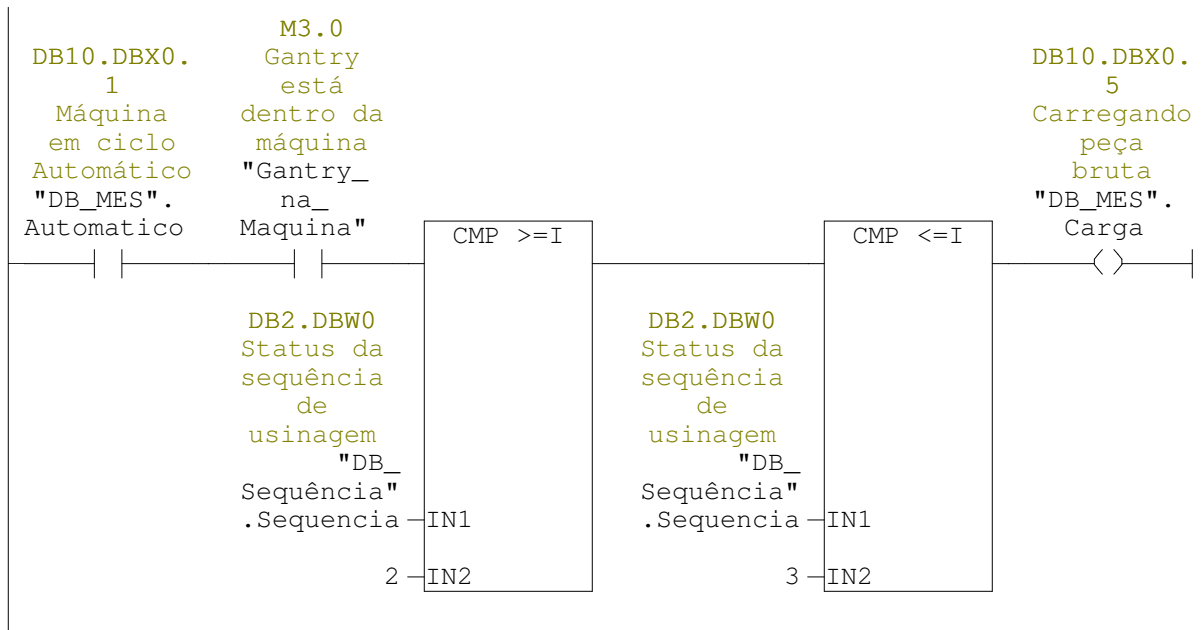 DB10.DBX0.
1
Máquina
em ciclo
Automático
"DB_MES".
Automatico
M3.0
Gantry
está
dentro da
máquina
"Gantry_
na_
Maquina"
CMP >=I
DB2.DBW0
Status da
sequência
de
usinagem
"DB_
Sequência"
.Sequencia
IN1
2
IN2
CMP <=I
DB2.DBW0
Status da
sequência
de
usinagem
"DB_
Sequência"
.Sequencia
IN1
3
IN2
DB10.DBX0.
5
Carregando
peça
bruta
"DB_MES".
Carga